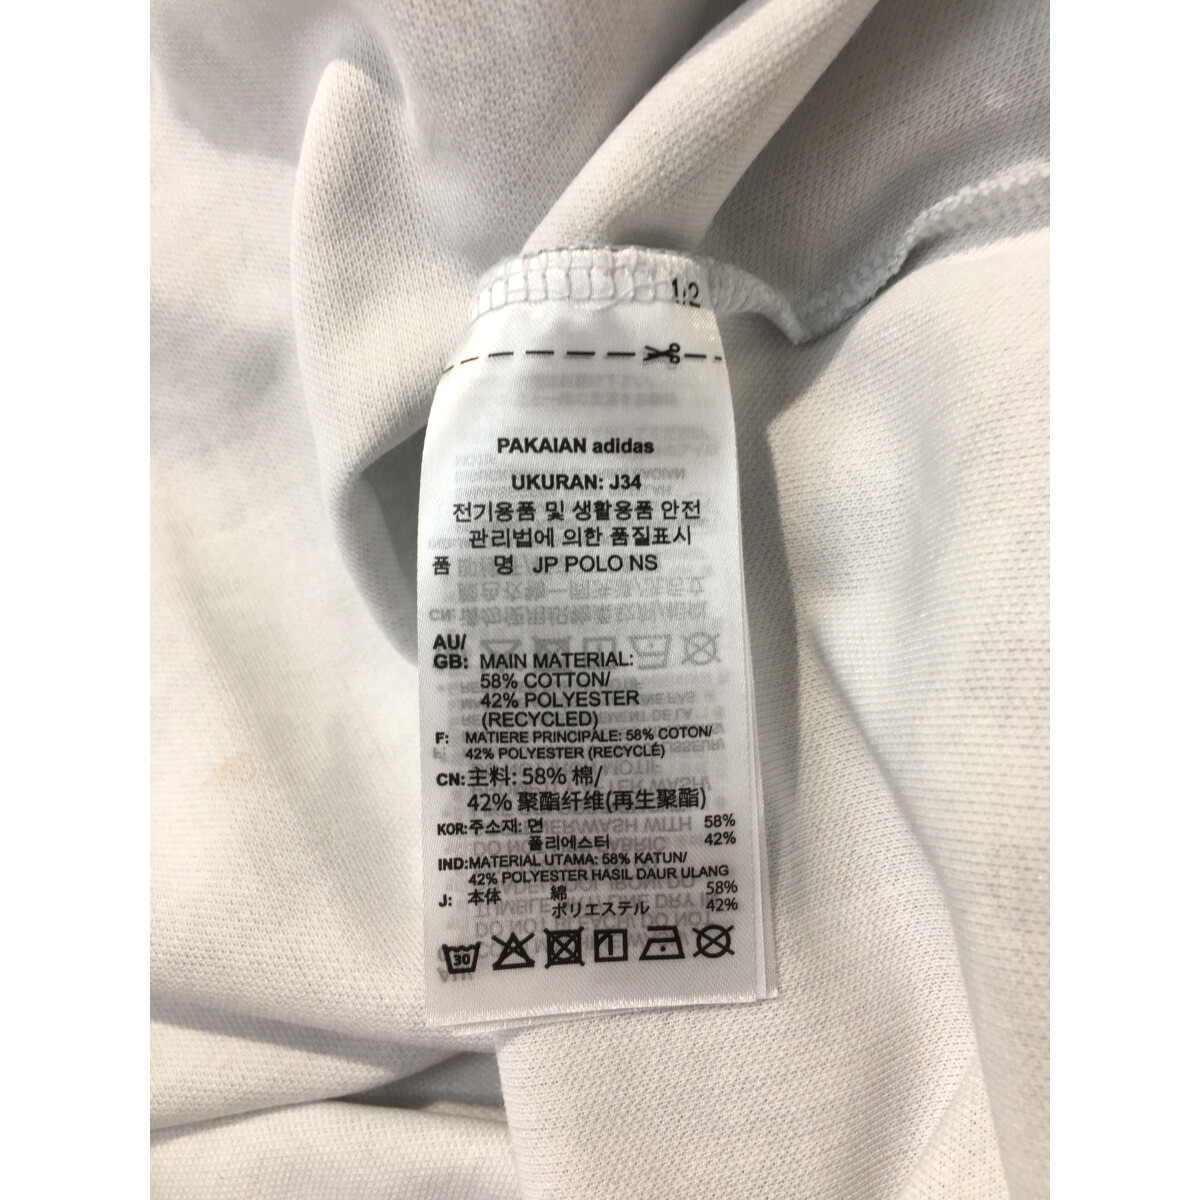 1/2
PAKAIAN adidas
UKURAN: J34
전기용품 및 생활용품 안전
관리법에 의한 품질표시
품 명 JP POLO NS
AU/
GB: MAIN MATERIAL:
58% COTTON/
42% POLYESTER
(RECYCLED)
F: MATIERE PRINCIPALE: 58% COTON/
42% POLYESTER (RECYCLÉ)
CN: 主料: 58% 棉/
42% 聚酯纤维(再生聚酯)
KOR: 주소재: 면 58%
폴리에스터 42%
IND: MATERIAL UTAMA: 58% KATUN/
42% POLYESTER HASIL DAUR ULANG
J: 本体 綿 58%
ポリエステル 42%
30